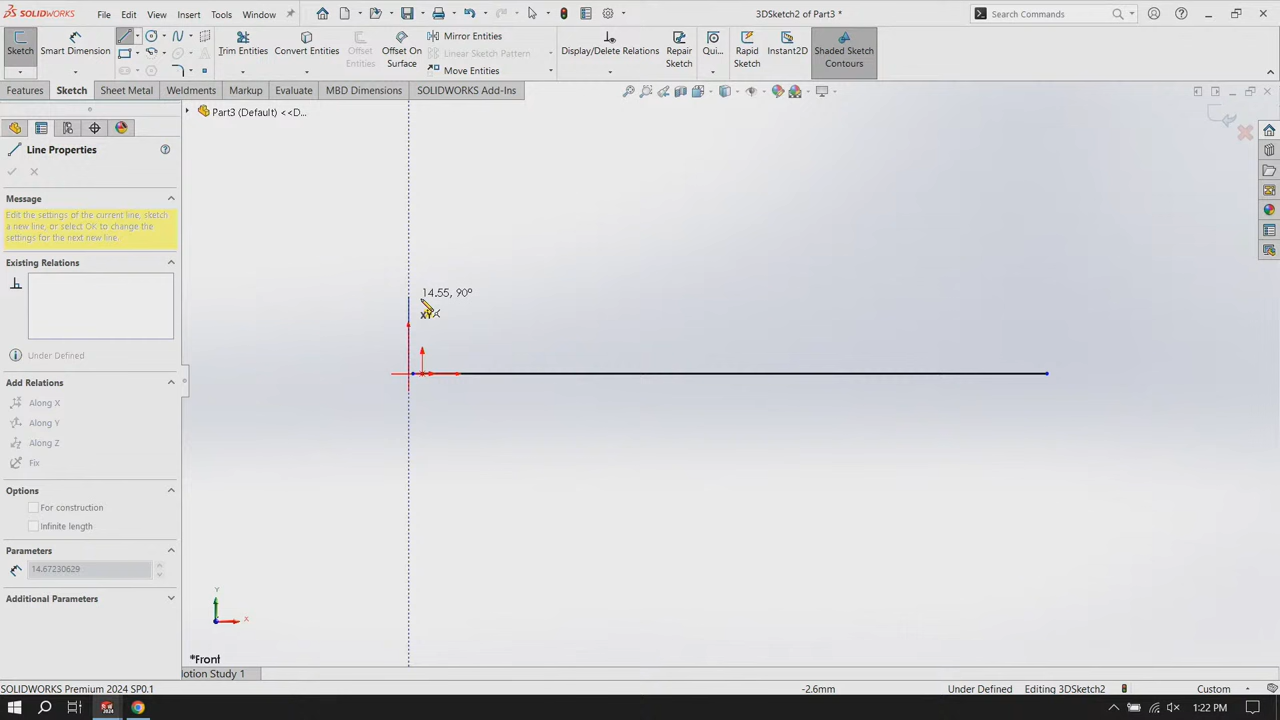 SOLIDWORKS File Edit View Insert Tools Window 3DSketch2 of Part3 * Search Commands
Sketch Smart Dimension Trim Entities Convert Entities Offset Entities Offset On Surface Mirror Entities Display/Delete Relations Repair Sketch Qui... Rapid Sketch Instant2D Shaded Sketch Contours
Linear Sketch Pattern
Move Entities
Features Sketch Sheet Metal Weldments Markup Evaluate MBD Dimensions SOLIDWORKS Add-Ins
Part3 (Default) <<D...
Line Properties
Message
Edit the settings of the current line, sketch
a new line, or select OK to change the
settings for the next new line
Existing Relations
14.55, 90°
XY
Under Defined
Add Relations
Along X
Along Y
Along Z
Fix
Options
For construction
Infinite length
Parameters
14.67230629
Additional Parameters
Y
X
*Front
otion Study 1
SOLIDWORKS Premium 2024 SP0.1 -2.6mm Under Defined Editing 3DSketch2 Custom
1:22 PM